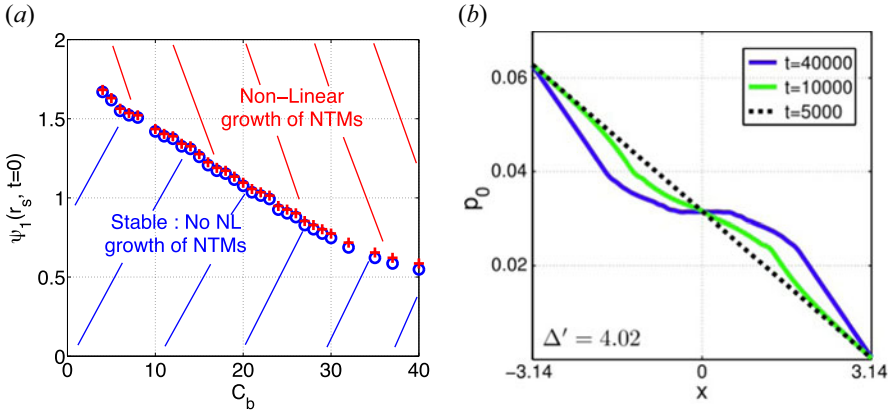 (a)
2
1.5
1
0.5
0
ψ₁(rₛ, t=0)
Non−Linear
growth of NTMs
Stable : No NL
growth of NTMs
0 10 20 30 40
C_b
(b)
0.06
0.04
0.02
p₀
t=40000
t=10000
t=5000
Δ′ = 4.02
−3.14 0 3.14
x